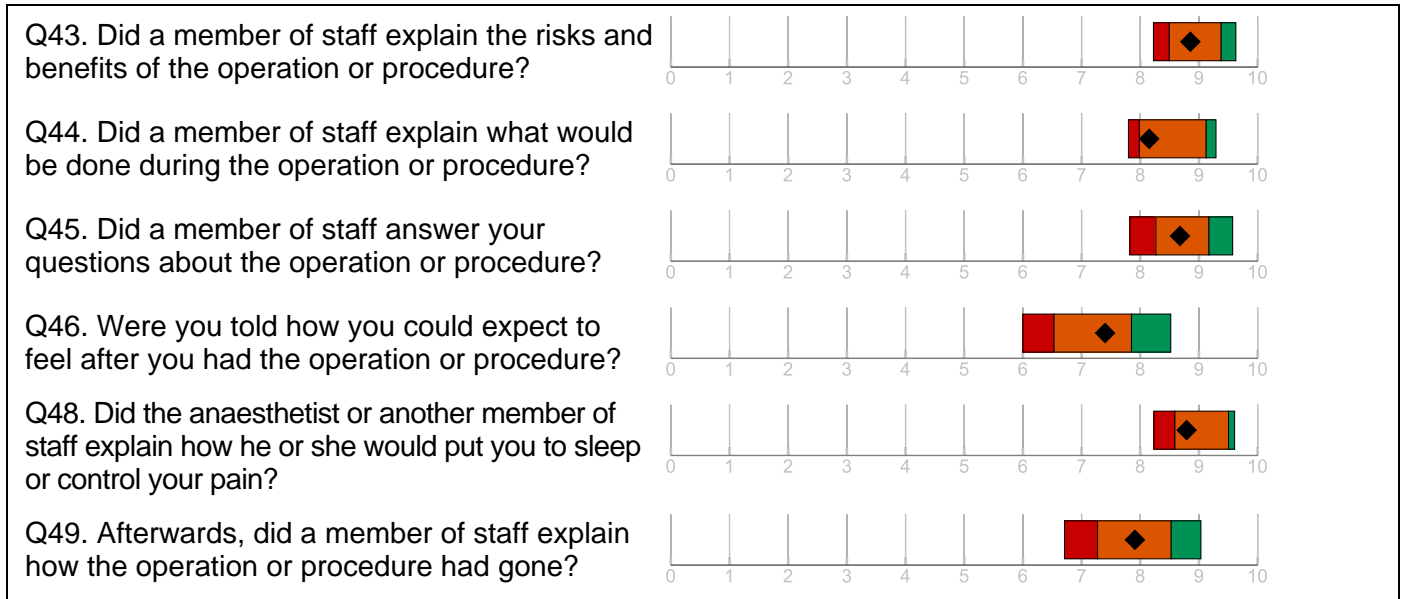 Q43. Did a member of staff explain the risks and
benefits of the operation or procedure?
0 1 2 3 4 5 6 7 8 9 10
Q44. Did a member of staff explain what would
be done during the operation or procedure?
0 1 2 3 4 5 6 7 8 9 10
Q45. Did a member of staff answer your
questions about the operation or procedure?
0 1 2 3 4 5 6 7 8 9 10
Q46. Were you told how you could expect to
feel after you had the operation or procedure?
0 1 2 3 4 5 6 7 8 9 10
Q48. Did the anaesthetist or another member of
staff explain how he or she would put you to sleep
or control your pain?
0 1 2 3 4 5 6 7 8 9 10
Q49. Afterwards, did a member of staff explain
how the operation or procedure had gone?
0 1 2 3 4 5 6 7 8 9 10